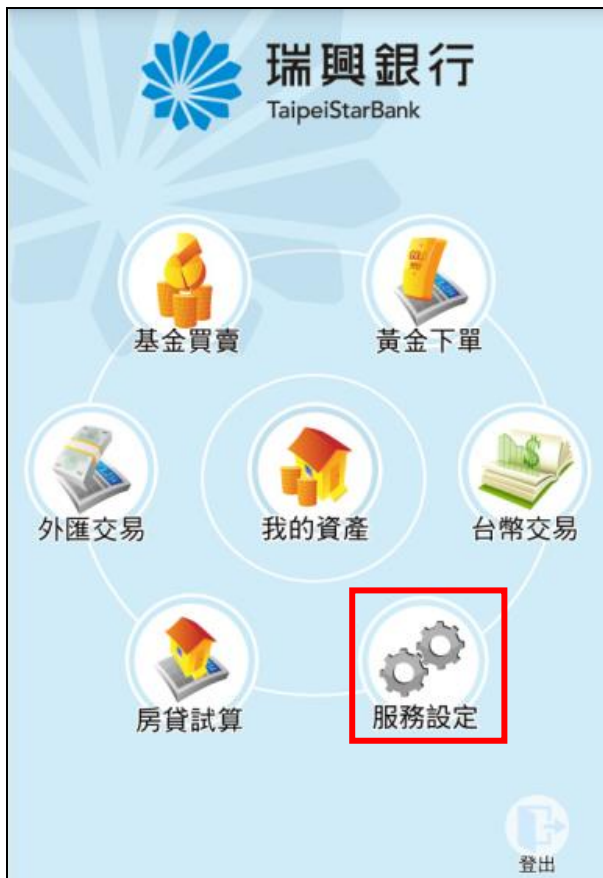 瑞興銀行
TaipeiStarBank
GOLD
基金買賣
黃金下單
$
外匯交易
我的資產
台幣交易
房貸試算
服務設定
登出